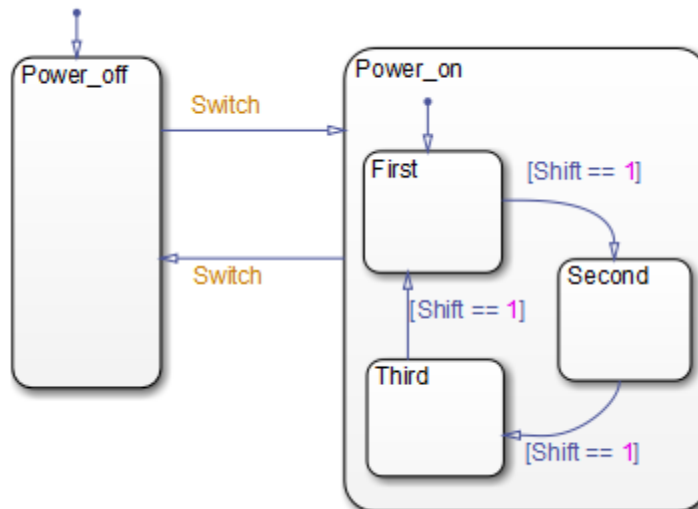 Power_off
Power_on
Switch
First
[Shift == 1]
Switch
Second
[Shift == 1]
Third
[Shift == 1]